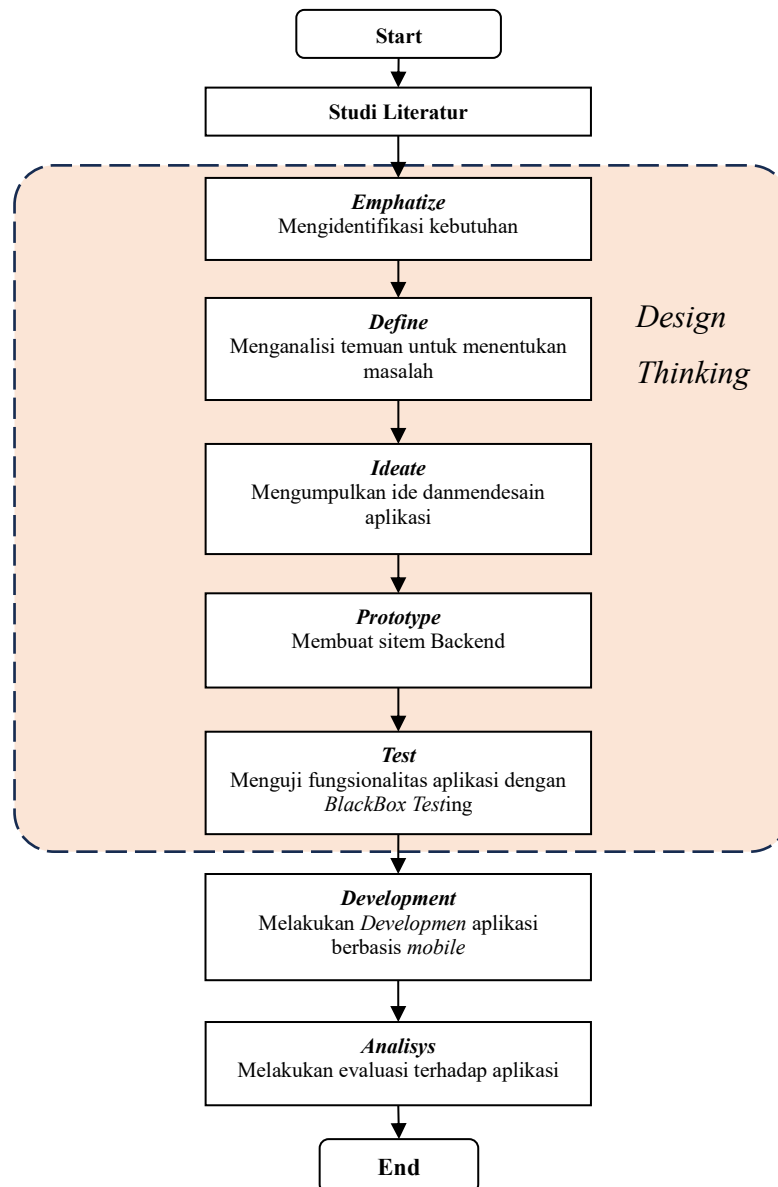 Start
Studi Literatur
Emphatize
Mengidentifikasi kebutuhan
Define
Menganalisi temuan untuk menentukan
masalah
Design
Thinking
Ideate
Mengumpulkan ide danmendesain
aplikasi
Prototype
Membuat sitem Backend
Test
Menguji fungsionalitas aplikasi dengan
BlackBox Testing
Development
Melakukan Developmen aplikasi
berbasis mobile
Analisys
Melakukan evaluasi terhadap aplikasi
End